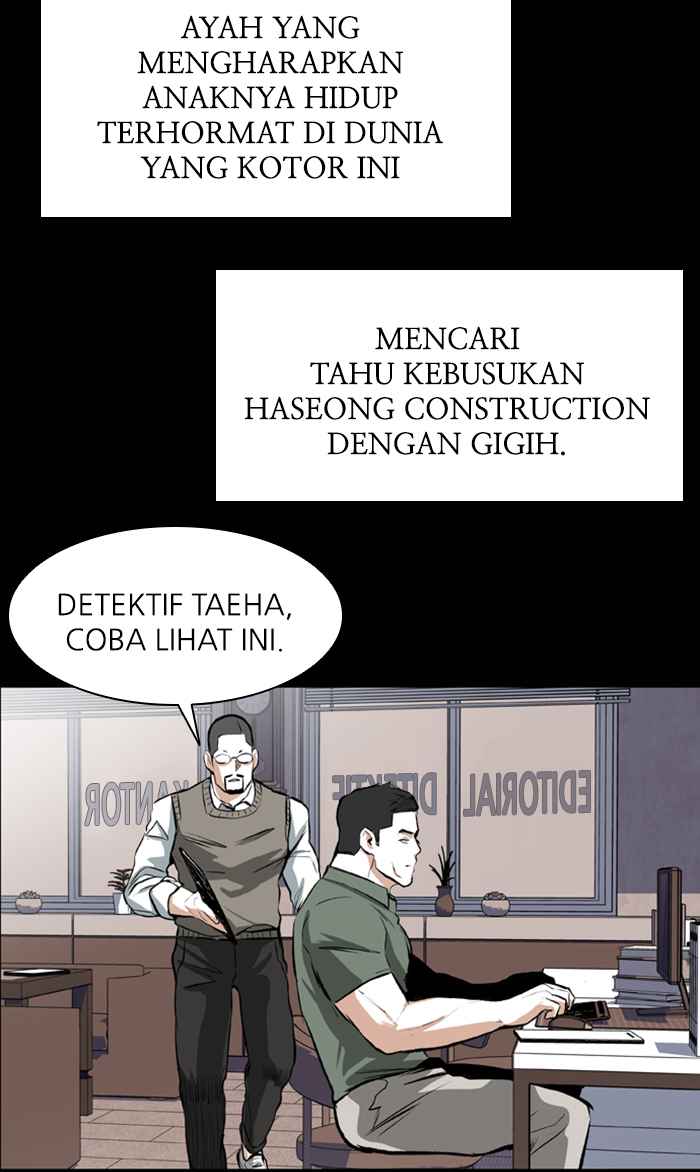 AYAH YANG
MENGHARAPKAN
ANAKNYA HIDUP
TERHORMAT DI DUNIA
YANG KOTOR INI
MENCARI
TAHU KEBUSUKAN
HASEONG CONSTRUCTION
DENGAN GIGIH.
DETEKTIF TAEHA,
COBA LIHAT INI.
KANTOR DETEKTIF EDITORIAL